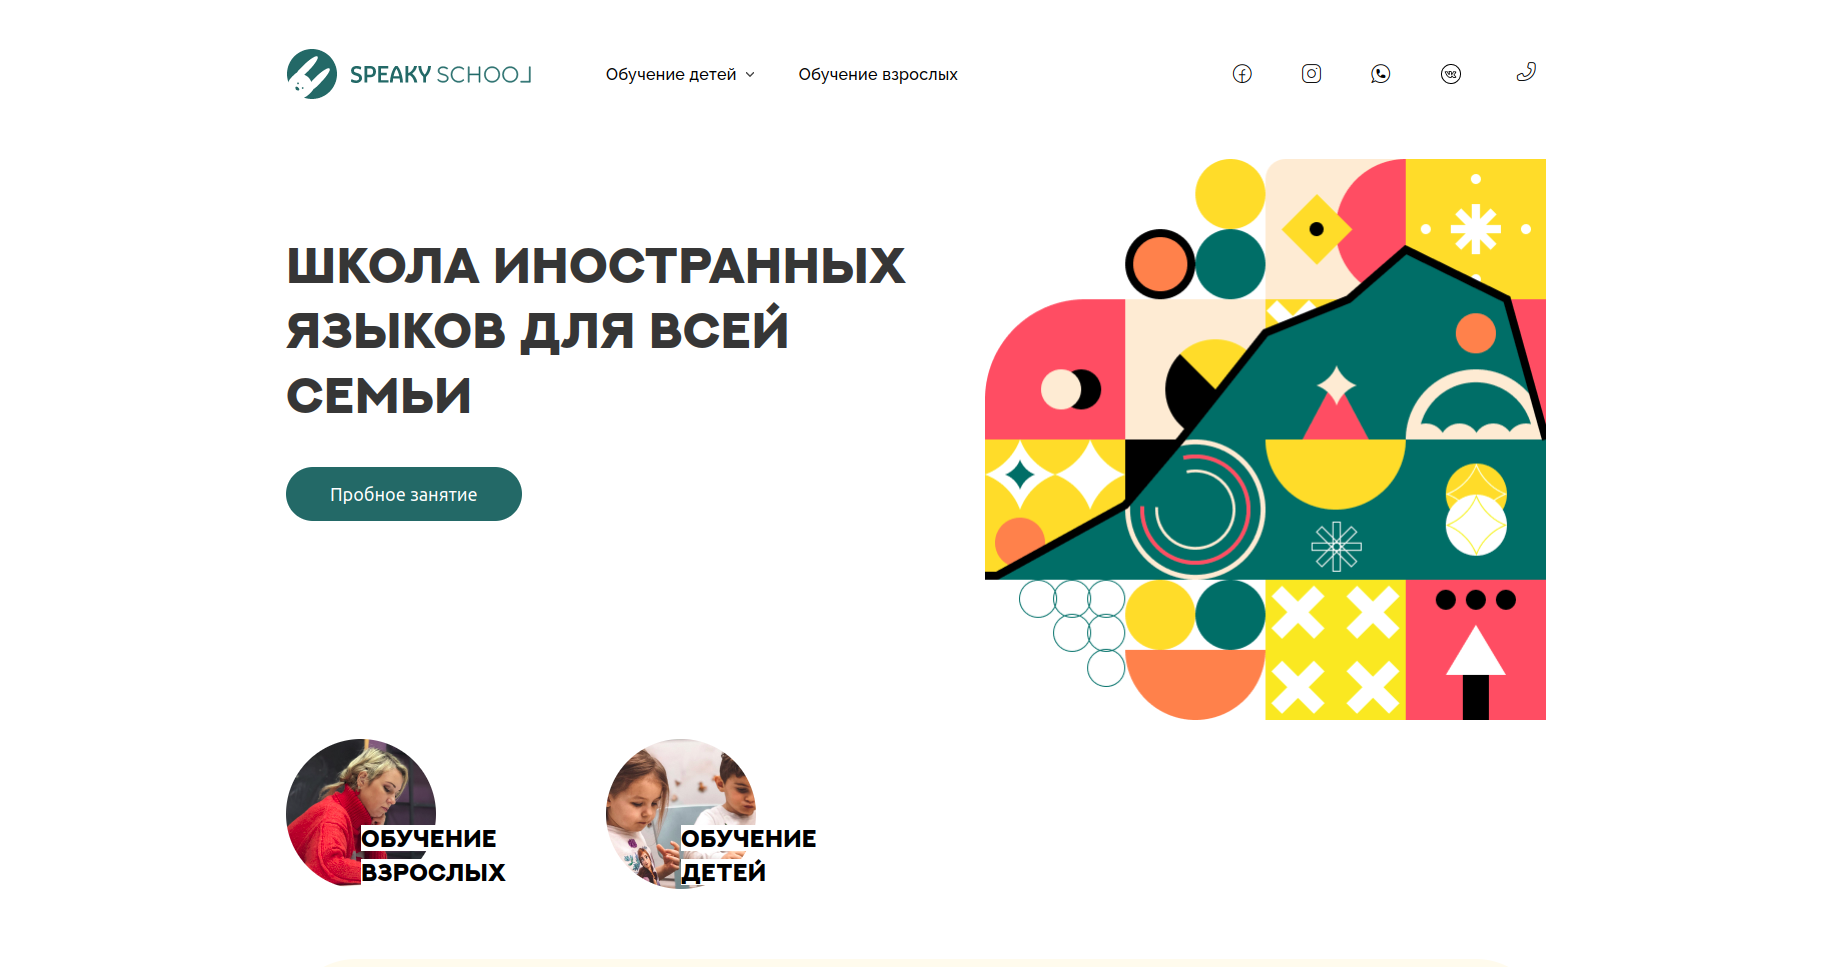 SPEAKY SCHOOL
Обучение детей
Обучение взрослых
ШКОЛА ИНОСТРАННЫХ
ЯЗЫКОВ ДЛЯ ВСЕЙ
СЕМЬИ
Пробное занятие
ОБУЧЕНИЕ
ВЗРОСЛЫХ
ОБУЧЕНИЕ
ДЕТЕЙ